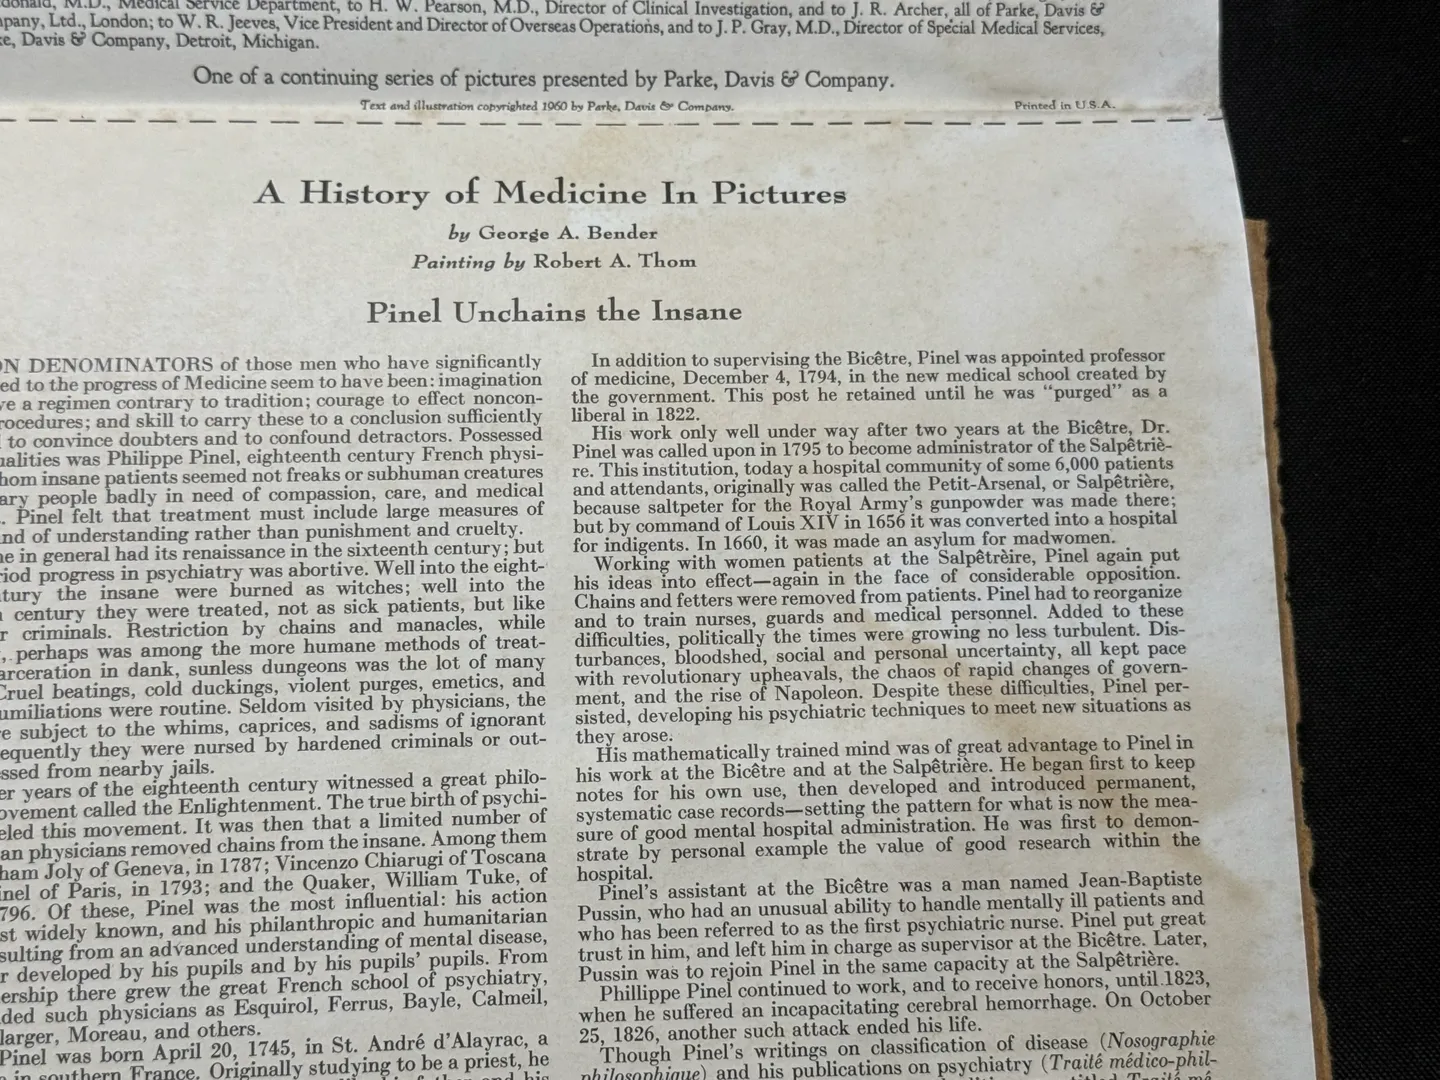 donald, M.D., Medical Service Department, to H. W. Pearson, M.D., Director of Clinical Investigation, and to J. R. Archer, all of Parke, Davis &
pany, Ltd., London; to W. R. Jeeves, Vice President and Director of Overseas Operations, and to J. P. Gray, M.D., Director of Special Medical Services,
ke, Davis & Company, Detroit, Michigan.
One of a continuing series of pictures presented by Parke, Davis & Company.
Text and illustration copyrighted 1960 by Parke, Davis & Company.
Printed in U.S.A.
A History of Medicine In Pictures
by George A. Bender
Painting by Robert A. Thom
Pinel Unchains the Insane
ON DENOMINATORS of those men who have significantly
ed to the progress of Medicine seem to have been: imagination
ve a regimen contrary to tradition; courage to effect noncon-
rocedures; and skill to carry these to a conclusion sufficiently
to convince doubters and to confound detractors. Possessed
ualities was Philippe Pinel, eighteenth century French physi-
hom insane patients seemed not freaks or subhuman creatures
ary people badly in need of compassion, care, and medical
. Pinel felt that treatment must include large measures of
nd of understanding rather than punishment and cruelty.
ne in general had its renaissance in the sixteenth century; but
riod progress in psychiatry was abortive. Well into the eight-
ntury the insane were burned as witches; well into the
century they were treated, not as sick patients, but like
r criminals. Restriction by chains and manacles, while
, perhaps was among the more humane methods of treat-
arceration in dank, sunless dungeons was the lot of many
Cruel beatings, cold duckings, violent purges, emetics, and
umiliations were routine. Seldom visited by physicians, the
re subject to the whims, caprices, and sadisms of ignorant
equently they were nursed by hardened criminals or out-
ssed from nearby jails.
er years of the eighteenth century witnessed a great philo-
ovement called the Enlightenment. The true birth of psychi-
eled this movement. It was then that a limited number of
an physicians removed chains from the insane. Among them
ham Joly of Geneva, in 1787; Vincenzo Chiarugi of Toscana
inel of Paris, in 1793; and the Quaker, William Tuke, of
796. Of these, Pinel was the most influential: his action
st widely known, and his philanthropic and humanitarian
sulting from an advanced understanding of mental disease,
r developed by his pupils and by his pupils' pupils. From
ership there grew the great French school of psychiatry,
ded such physicians as Esquirol, Ferrus, Bayle, Calmeil,
larger, Moreau, and others.
Pinel was born April 20, 1745, in St. André d'Alayrac, a
in southern France. Originally studying to be a priest, he
In addition to supervising the Bicêtre, Pinel was appointed professor
of medicine, December 4, 1794, in the new medical school created by
the government. This post he retained until he was "purged" as a
liberal in 1822.
His work only well under way after two years at the Bicêtre, Dr.
Pinel was called upon in 1795 to become administrator of the Salpêtriè-
re. This institution, today a hospital community of some 6,000 patients
and attendants, originally was called the Petit-Arsenal, or Salpêtrière,
because saltpeter for the Royal Army's gunpowder was made there;
but by command of Louis XIV in 1656 it was converted into a hospital
for indigents. In 1660, it was made an asylum for madwomen.
Working with women patients at the Salpêtrèire, Pinel again put
his ideas into effect—again in the face of considerable opposition.
Chains and fetters were removed from patients. Pinel had to reorganize
and to train nurses, guards and medical personnel. Added to these
difficulties, politically the times were growing no less turbulent. Dis-
turbances, bloodshed, social and personal uncertainty, all kept pace
with revolutionary upheavals, the chaos of rapid changes of govern-
ment, and the rise of Napoleon. Despite these difficulties, Pinel per-
sisted, developing his psychiatric techniques to meet new situations as
they arose.
His mathematically trained mind was of great advantage to Pinel in
his work at the Bicêtre and at the Salpêtrière. He began first to keep
notes for his own use, then developed and introduced permanent,
systematic case records—setting the pattern for what is now the mea-
sure of good mental hospital administration. He was first to demon-
strate by personal example the value of good research within the
hospital.
Pinel's assistant at the Bicêtre was a man named Jean-Baptiste
Pussin, who had an unusual ability to handle mentally ill patients and
who has been referred to as the first psychiatric nurse. Pinel put great
trust in him, and left him in charge as supervisor at the Bicêtre. Later,
Pussin was to rejoin Pinel in the same capacity at the Salpêtrière.
Phillippe Pinel continued to work, and to receive honors, until 1823,
when he suffered an incapacitating cerebral hemorrhage. On October
25, 1826, another such attack ended his life.
Though Pinel's writings on classification of disease (Nosographie
philosophique) and his publications on psychiatry (Traité médico-phil-